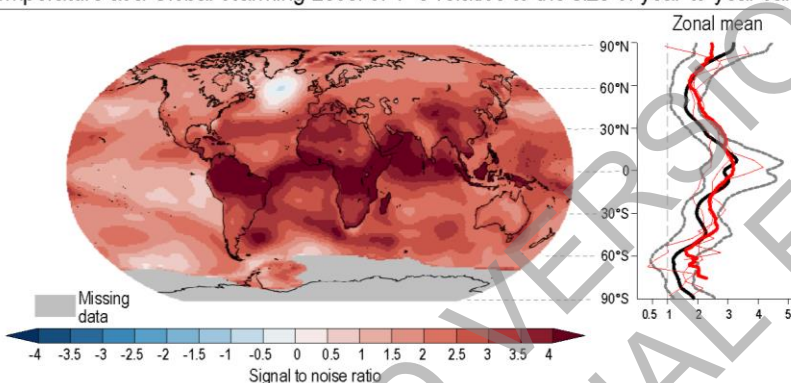 Temperature at a Global Warming Level of 1°C relative to the size of year-to-year
Zonal mean
90°N
60°N
30°N
0
30°S
60°S
90°S
0.5 1 2 3 4 5
Missing
data
-4 -3.5 -3 -2.5 -2 -1.5 -1 -0.5 0 0.5 1 1.5 2 2.5 3 3.5 4
Signal to noise ratio